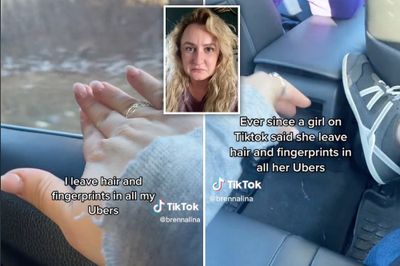 I leave hair and
fingerprints in all my
Ubers
TikTok
@brennalina
Ever since a girl on
Tiktok said she leave
hair and fingerprints in
all her Ubers
TikTok
@brennalina